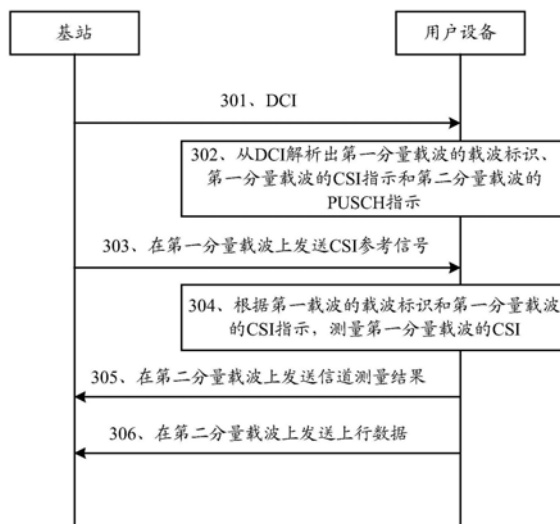 基站
用户设备
301、DCI
302、从DCI解析出第一分量载波的载波标识、
第一分量载波的CSI指示和第二分量载波的
PUSCH指示
303、在第一分量载波上发送CSI参考信号
304、根据第一载波的载波标识和第一分量载波
的CSI指示，测量第一分量载波的CSI
305、在第二分量载波上发送信道测量结果
306、在第二分量载波上发送上行数据